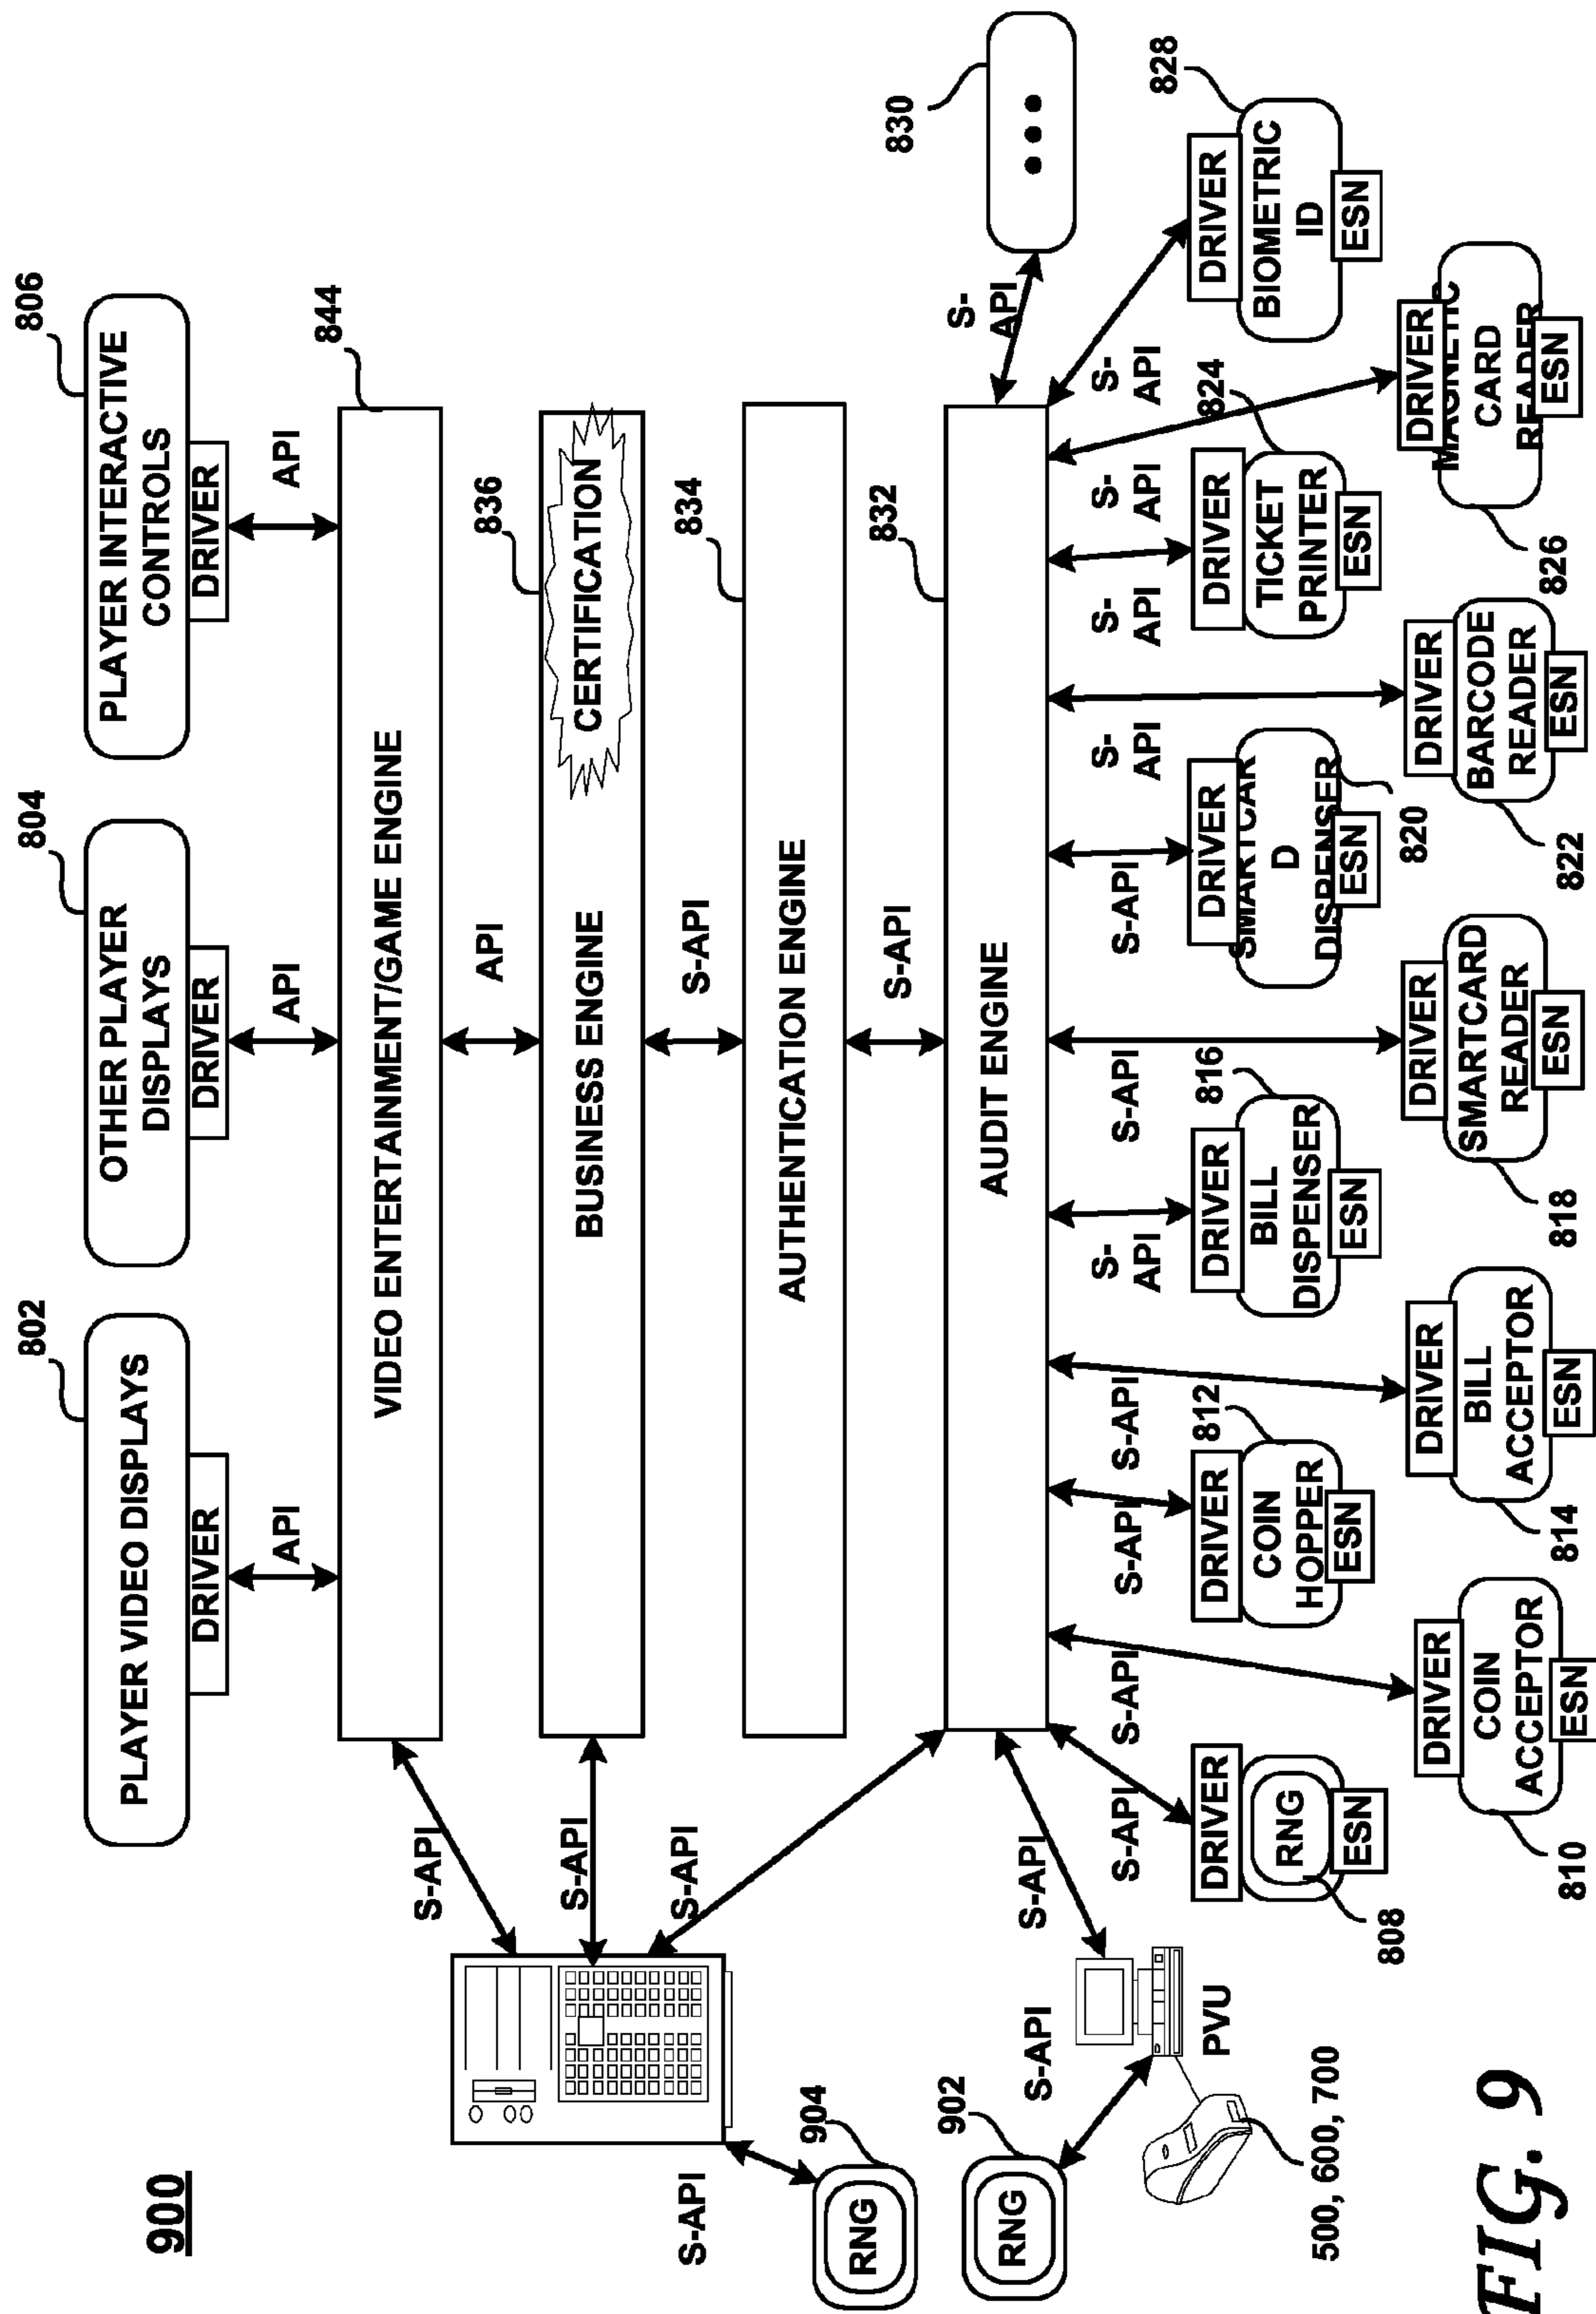 900
802
PLAYER VIDEO DISPLAYS
DRIVER
API
804
OTHER PLAYER
DISPLAYS
DRIVER
API
806
PLAYER INTERACTIVE
CONTROLS
DRIVER
API
844
VIDEO ENTERTAINMENT/GAME ENGINE
S-API
API
836
BUSINESS ENGINE
CERTIFICATION
S-API
S-API
834
AUTHENTICATION ENGINE
S-API
S-API
832
AUDIT ENGINE
S-
API
830
S-API
904
RNG
902
RNG
S-API
S-API
PVU
500, 600, 700
S-API
DRIVER
RNG
ESN
808
S-API
DRIVER
COIN
ACCEPTOR
ESN
810
S-API
812
DRIVER
COIN
HOPPER
ESN
S-API
DRIVER
BILL
ACCEPTOR
ESN
814
S-
API
816
DRIVER
BILL
DISPENSER
ESN
S-API
DRIVER
SMARTCARD
READER
ESN
818
S-API
DRIVER
SMARTCAR
D
DISPENSER
ESN
820
S-
API
DRIVER
BARCODE
READER
ESN
822
S-
API
824
DRIVER
TICKET
PRINTER
ESN
S-
API
DRIVER
MAGNETIC
CARD
READER
ESN
826
S-
API
828
DRIVER
BIOMETRIC
ID
ESN
FIG. 9